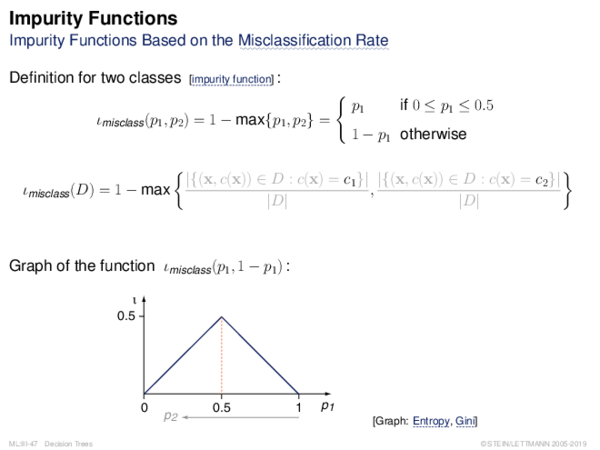 Impurity Functions
Impurity Functions Based on the Misclassification Rate
Definition for two classes [impurity function] :
ι_misclass(p₁, p₂) = 1 − max{p₁, p₂} = { p₁ if 0 ≤ p₁ ≤ 0.5
1 − p₁ otherwise
ι_misclass(D) = 1 − max { |{(x, c(x)) ∈ D : c(x) = c₁}| / |D| , |{(x, c(x)) ∈ D : c(x) = c₂}| / |D| }
Graph of the function ι_misclass(p₁, 1 − p₁) :
ι
0.5
0 0.5 1 p₁
p₂
[Graph: Entropy, Gini]
ML:III-47 Decision Trees © STEIN/LETTMANN 2005-2019